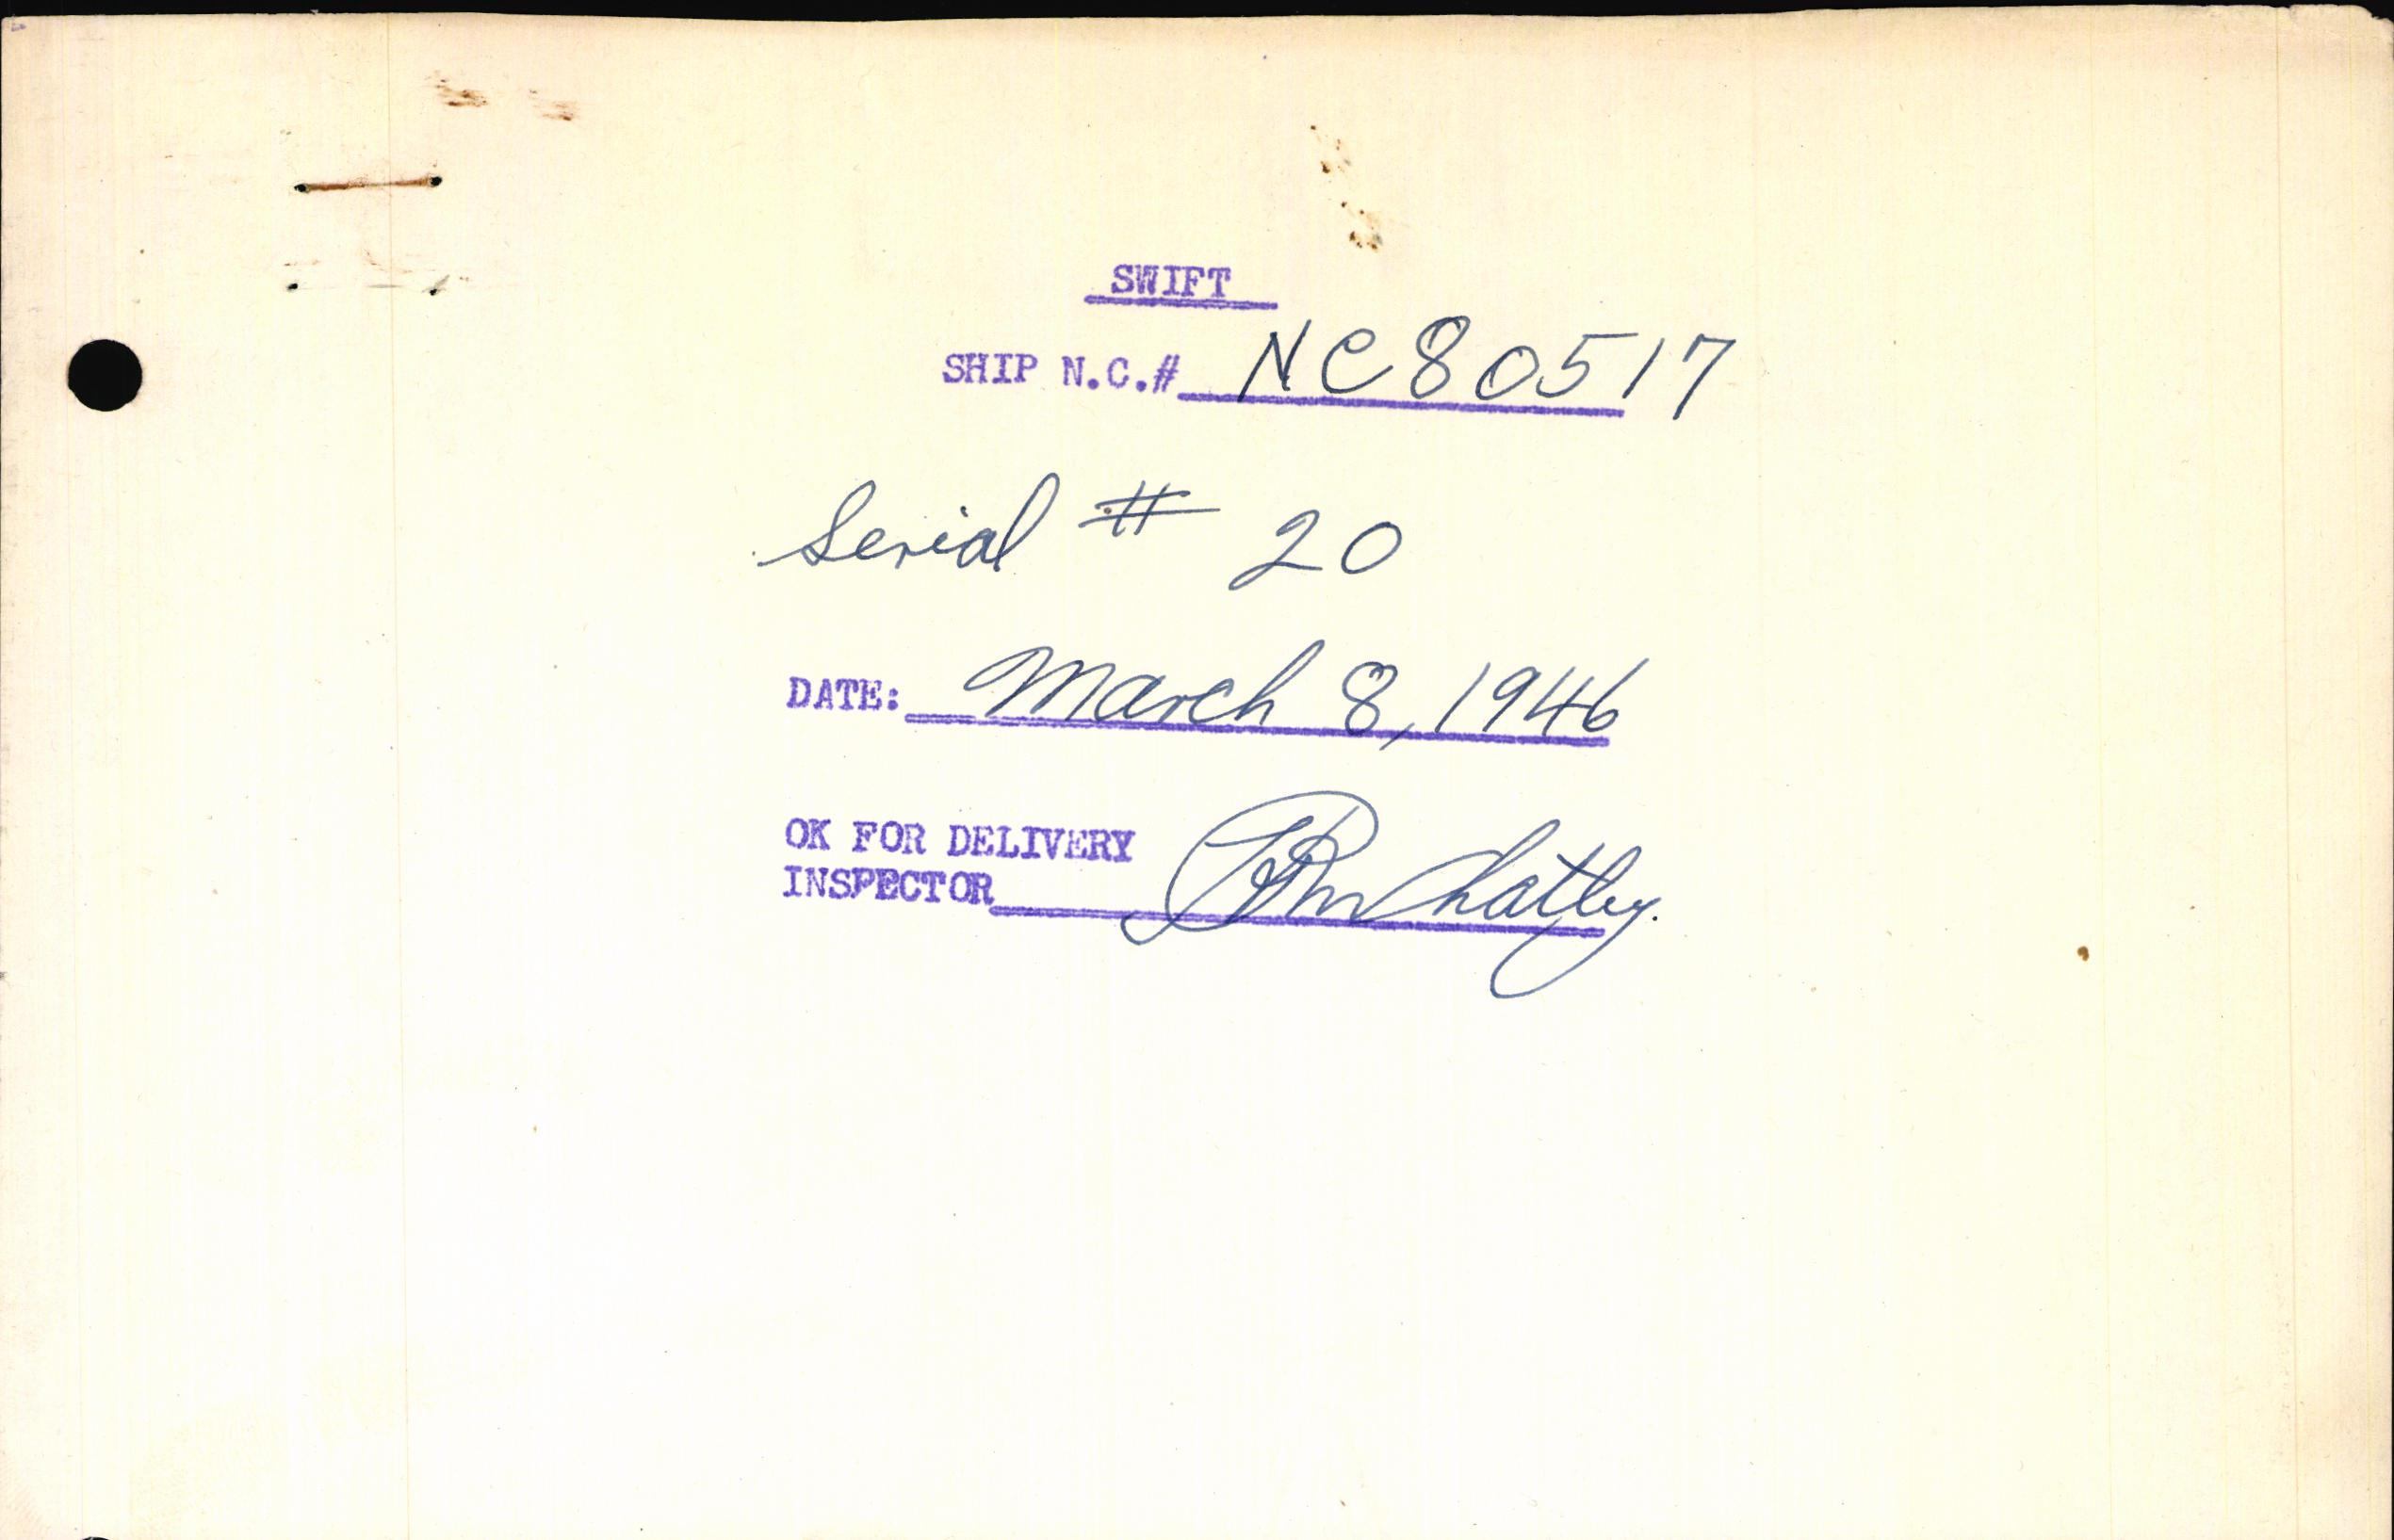 SWIFT
SHIP N.C.# NC80517
Serial # 20
DATE: March 8, 1946
OK FOR DELIVERY
INSPECTOR